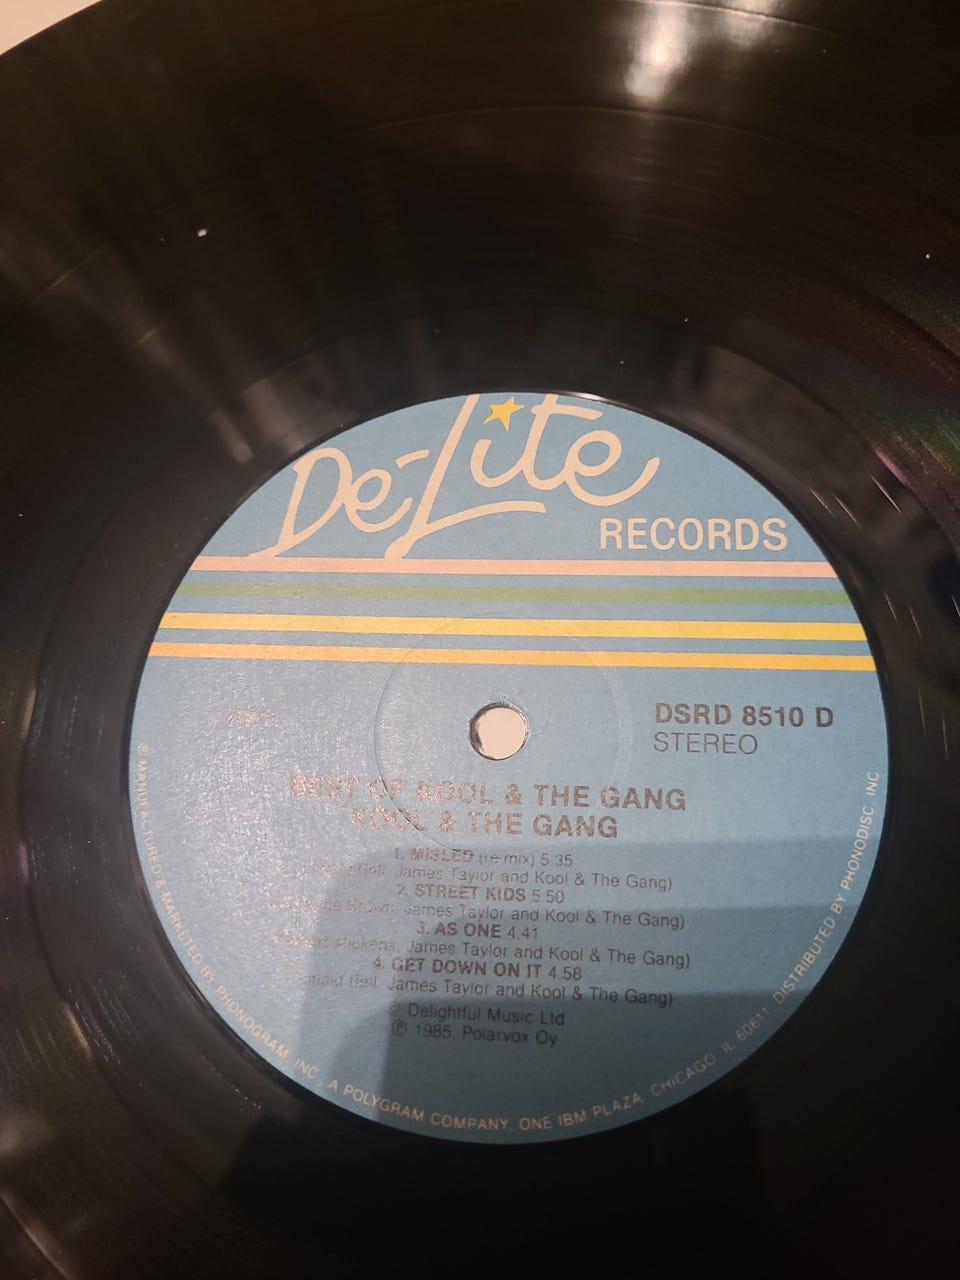 De-Lite
RECORDS
DSRD 8510 D
STEREO
BEST OF KOOL & THE GANG
KOOL & THE GANG
1. MISLED (re-mix) 5.35
James Taylor and Kool & The Gang)
2. STREET KIDS 5.50
Brown, James Taylor and Kool & The Gang)
3. AS ONE 4.41
Mickens, James Taylor and Kool & The Gang)
4. GET DOWN ON IT 4.58
(Ronald Bell, James Taylor and Kool & The Gang)
© Delightful Music Ltd
℗ 1985, Polarvox Oy
® MANUFACTURED & MARKETED BY PHONOGRAM, INC., A POLYGRAM COMPANY, ONE IBM PLAZA, CHICAGO IL 60611 DISTRIBUTED BY PHONODISC, INC